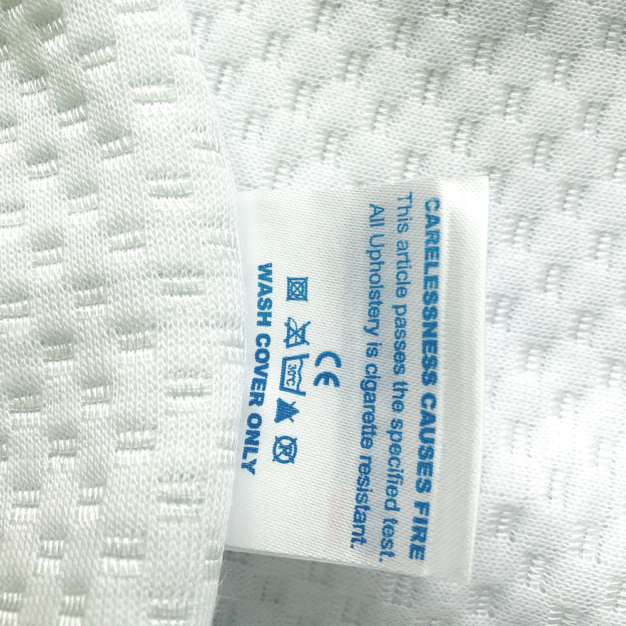 CARELESSNESS CAUSES FIRE
This article passes the specified test.
All Upholstery is cigarette resistant.
CE
30°C
WASH COVER ONLY